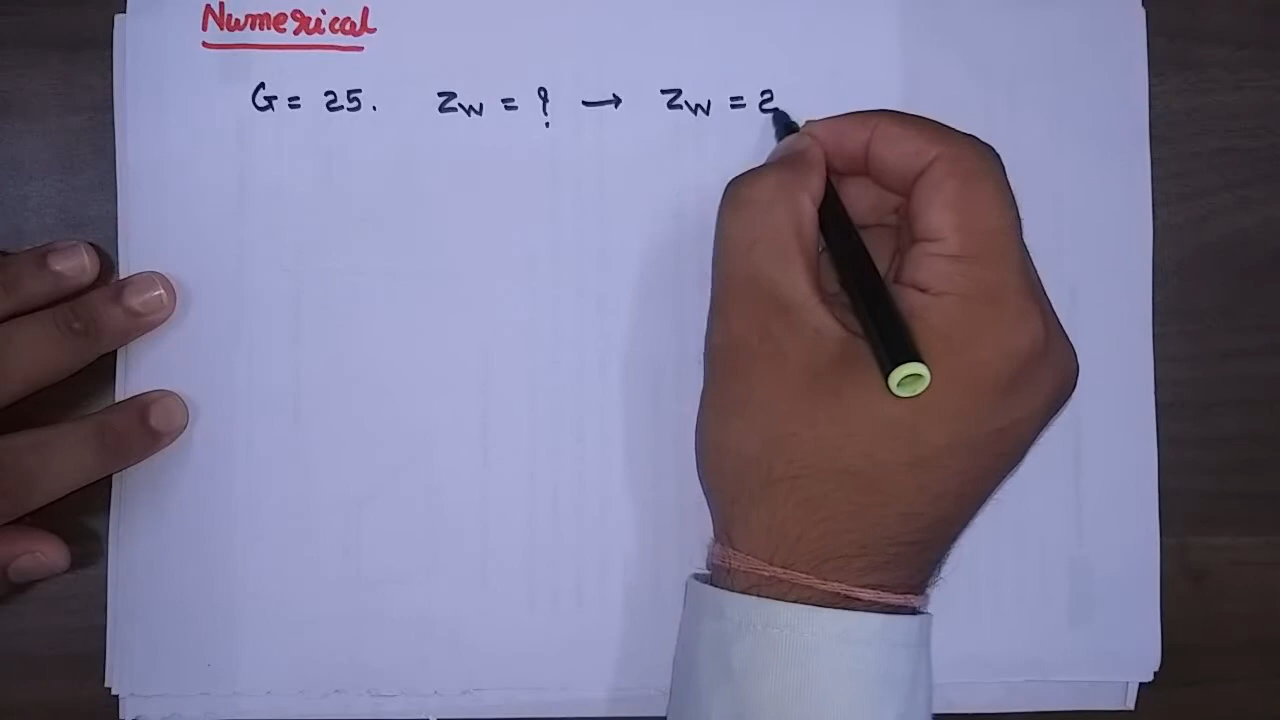 Numerical
G = 25. Zw = ? → Zw = 2